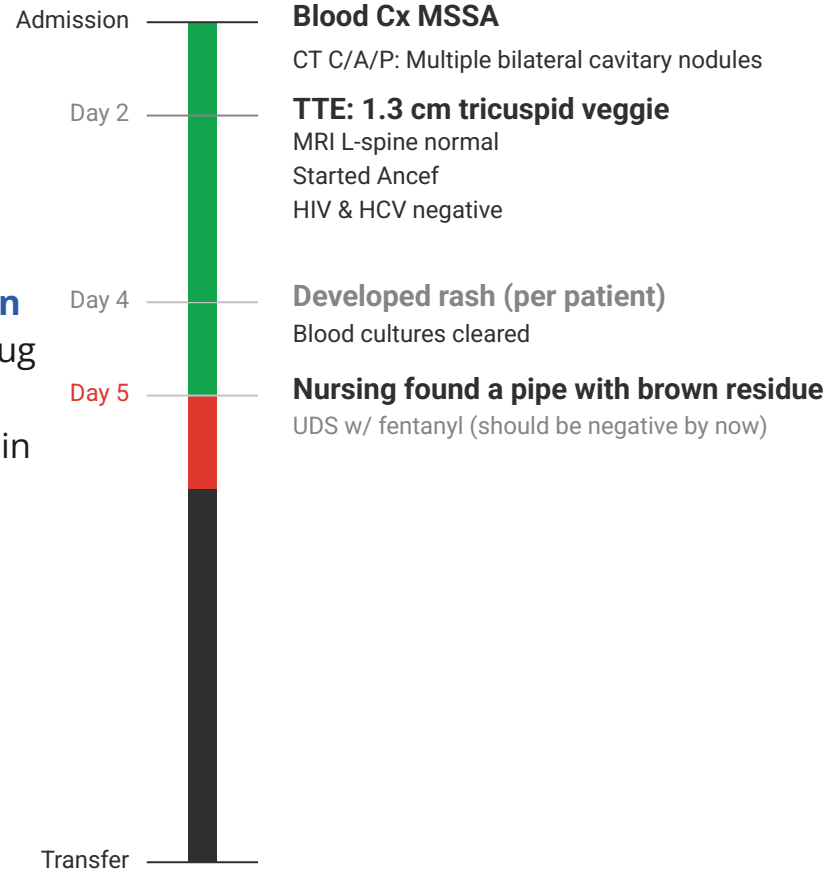 Admission
Blood Cx MSSA
CT C/A/P: Multiple bilateral cavitary nodules
Day 2
TTE: 1.3 cm tricuspid veggie
MRI L-spine normal
Started Ancef
HIV & HCV negative
n
ug
in
Day 4
Developed rash (per patient)
Blood cultures cleared
Day 5
Nursing found a pipe with brown residue
UDS w/ fentanyl (should be negative by now)
Transfer